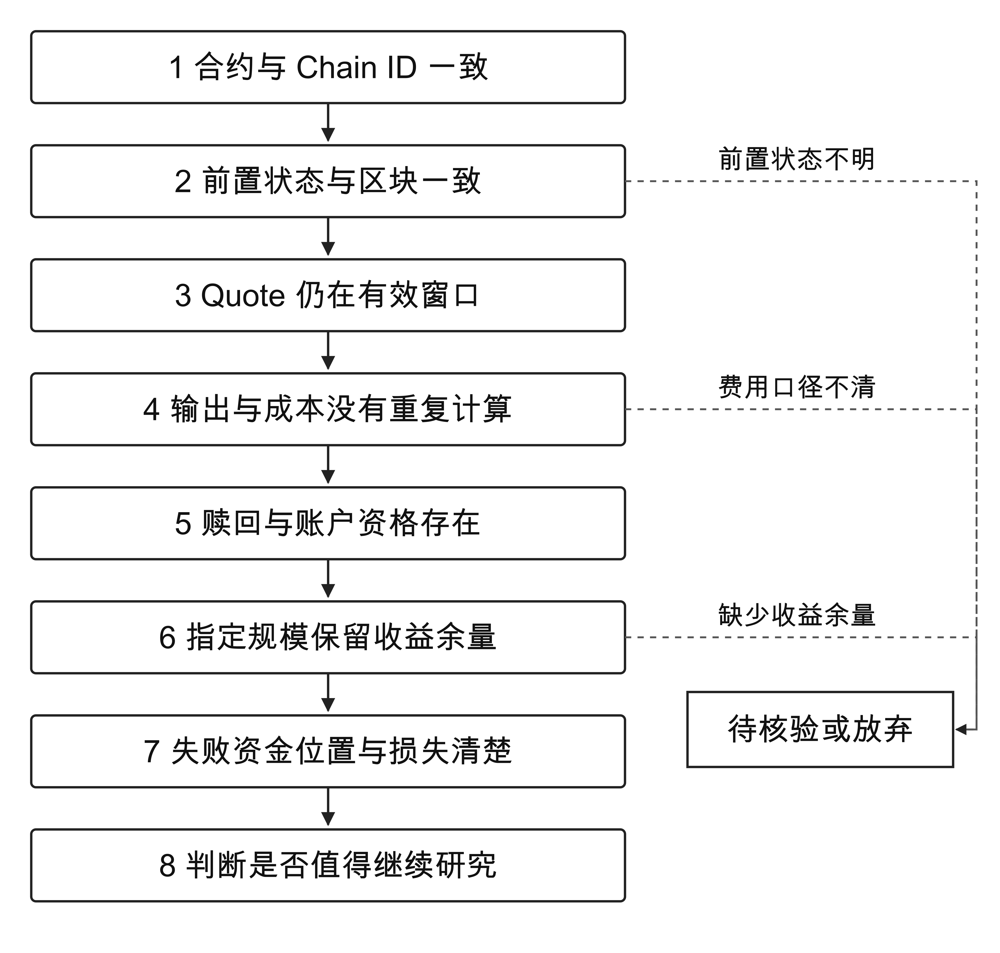 1 合约与 Chain ID 一致
2 前置状态与区块一致
前置状态不明
3 Quote 仍在有效窗口
4 输出与成本没有重复计算
费用口径不清
5 赎回与账户资格存在
6 指定规模保留收益余量
缺少收益余量
7 失败资金位置与损失清楚
待核验或放弃
8 判断是否值得继续研究